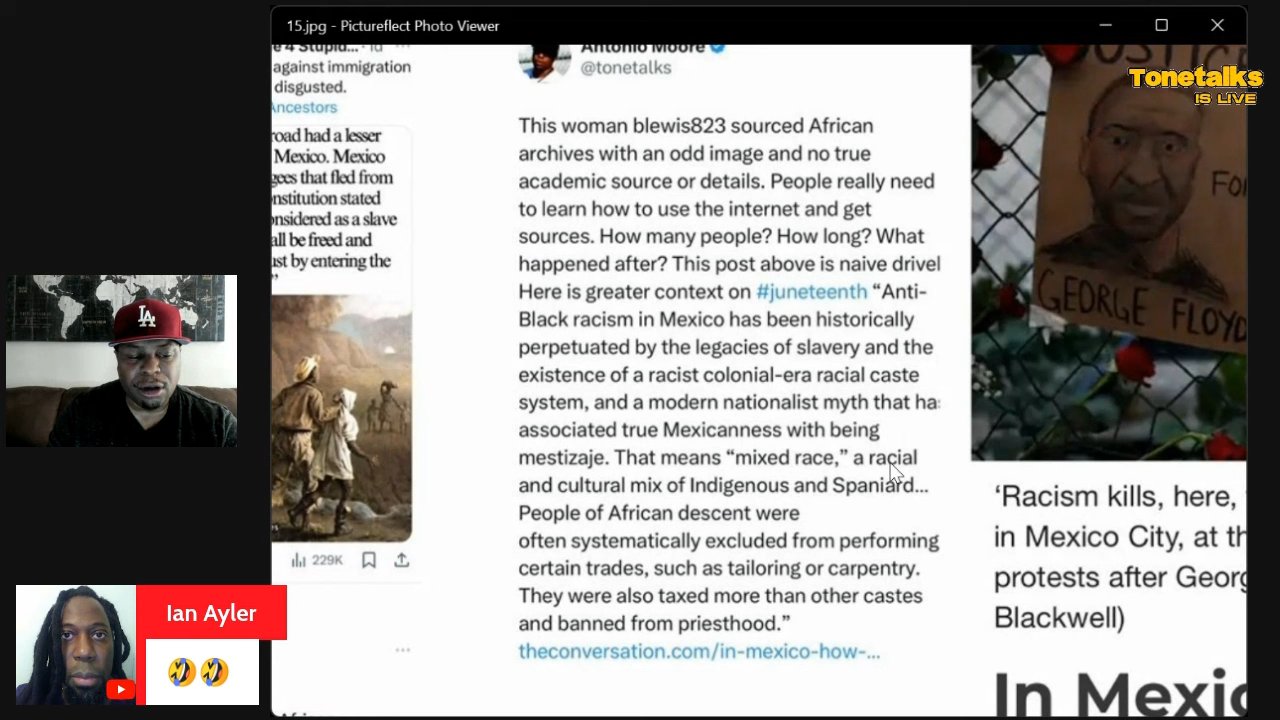 15.jpg - Pictureflect Photo Viewer
e 4 Stupid... · 1d ...
against immigration
disgusted.
Ancestors
road had a lesser
Mexico. Mexico
gees that fled from
nstitution stated
onsidered as a slave
all be freed and
ust by entering the
”
229K
...
Antonio Moore
@tonetalks
This woman blewis823 sourced African
archives with an odd image and no true
academic source or details. People really need
to learn how to use the internet and get
sources. How many people? How long? What
happened after? This post above is naive drivel
Here is greater context on #juneteenth “Anti-
Black racism in Mexico has been historically
perpetuated by the legacies of slavery and the
existence of a racist colonial-era racial caste
system, and a modern nationalist myth that ha
associated true Mexicanness with being
mestizaje. That means “mixed race,” a racial
and cultural mix of Indigenous and Spaniard...
People of African descent were
often systematically excluded from performing
certain trades, such as tailoring or carpentry.
They were also taxed more than other castes
and banned from priesthood.”
theconversation.com/in-mexico-how-...
Tonetalks
IS LIVE
USTICE
FO
GEORGE FLOYD
‘Racism kills, here,
in Mexico City, at th
protests after Georg
Blackwell)
In Mexic
LA
Ian Ayler
🤣🤣